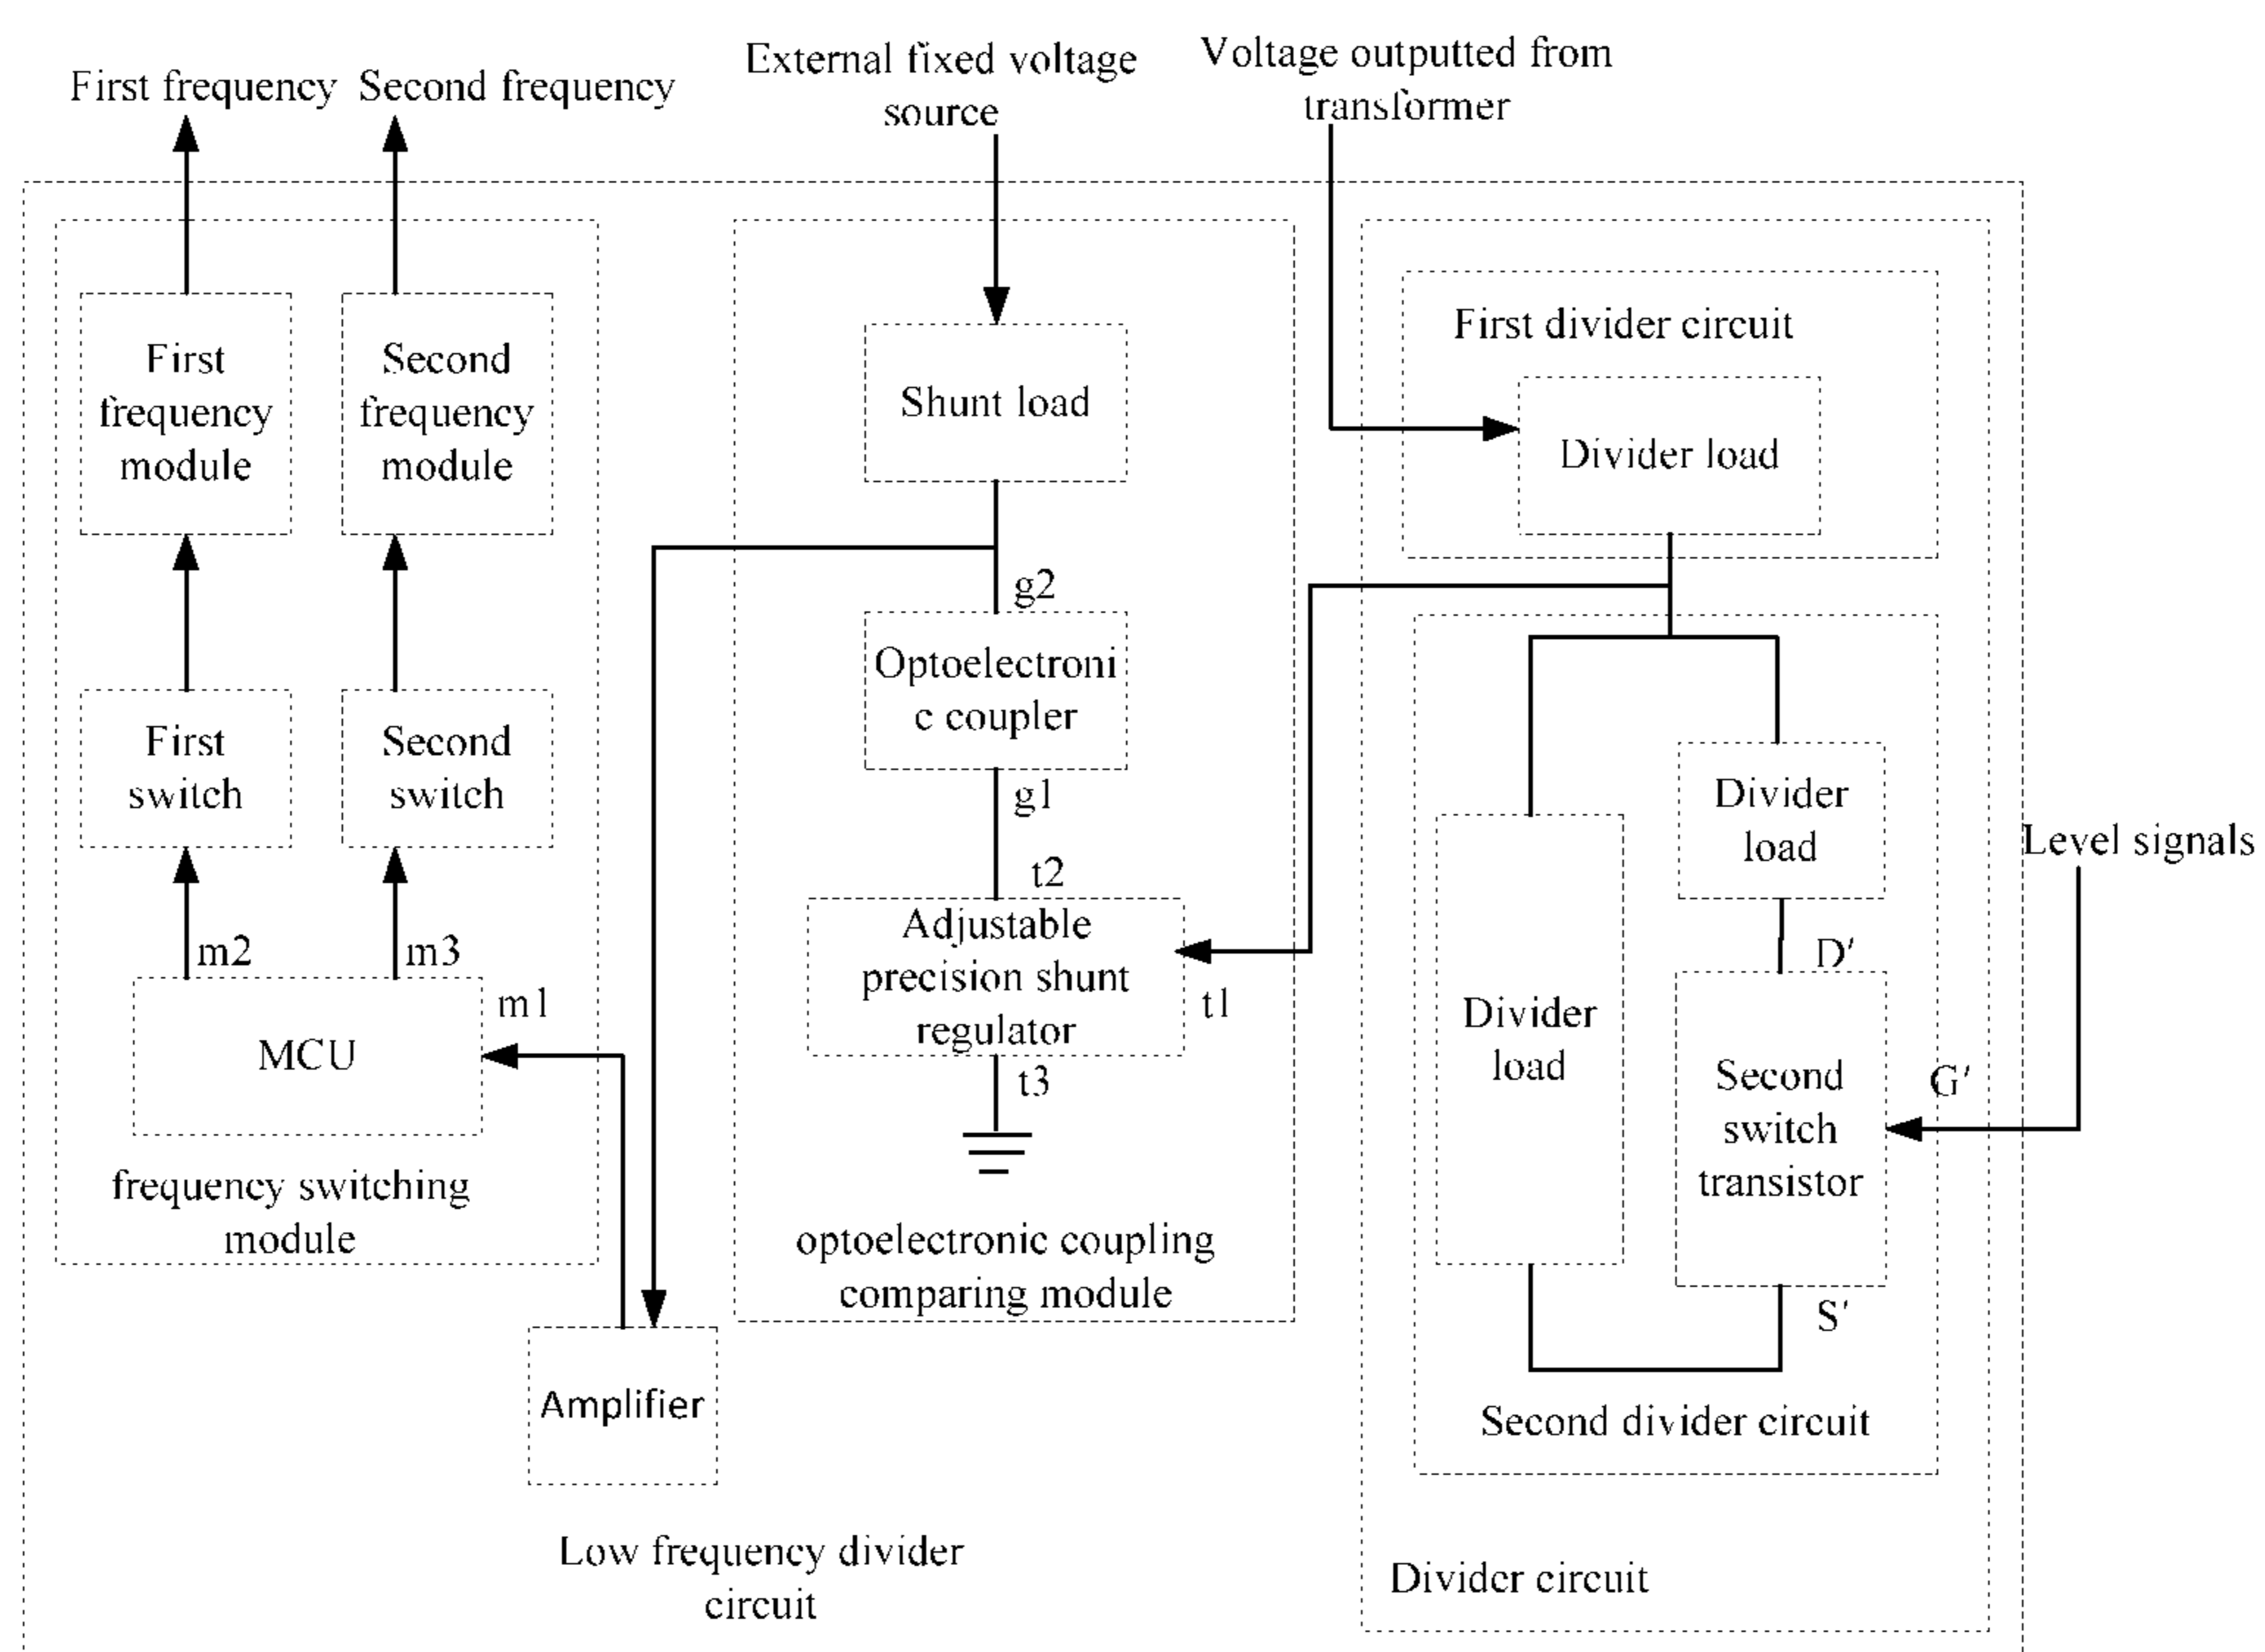 First frequency
Second frequency
External fixed voltage
source
Voltage outputted from
transformer
First
frequency
module
Second
frequency
module
First
switch
Second
switch
m2
m3
m1
MCU
frequency switching
module
Shunt load
g2
Optoelectroni
c coupler
g1
t2
Adjustable
precision shunt
regulator
t1
t3
optoelectronic coupling
comparing module
Amplifier
Low frequency divider
circuit
First divider circuit
Divider load
Divider
load
Divider
load
D'
Second
switch
transistor
G'
S'
Level signals
Second divider circuit
Divider circuit